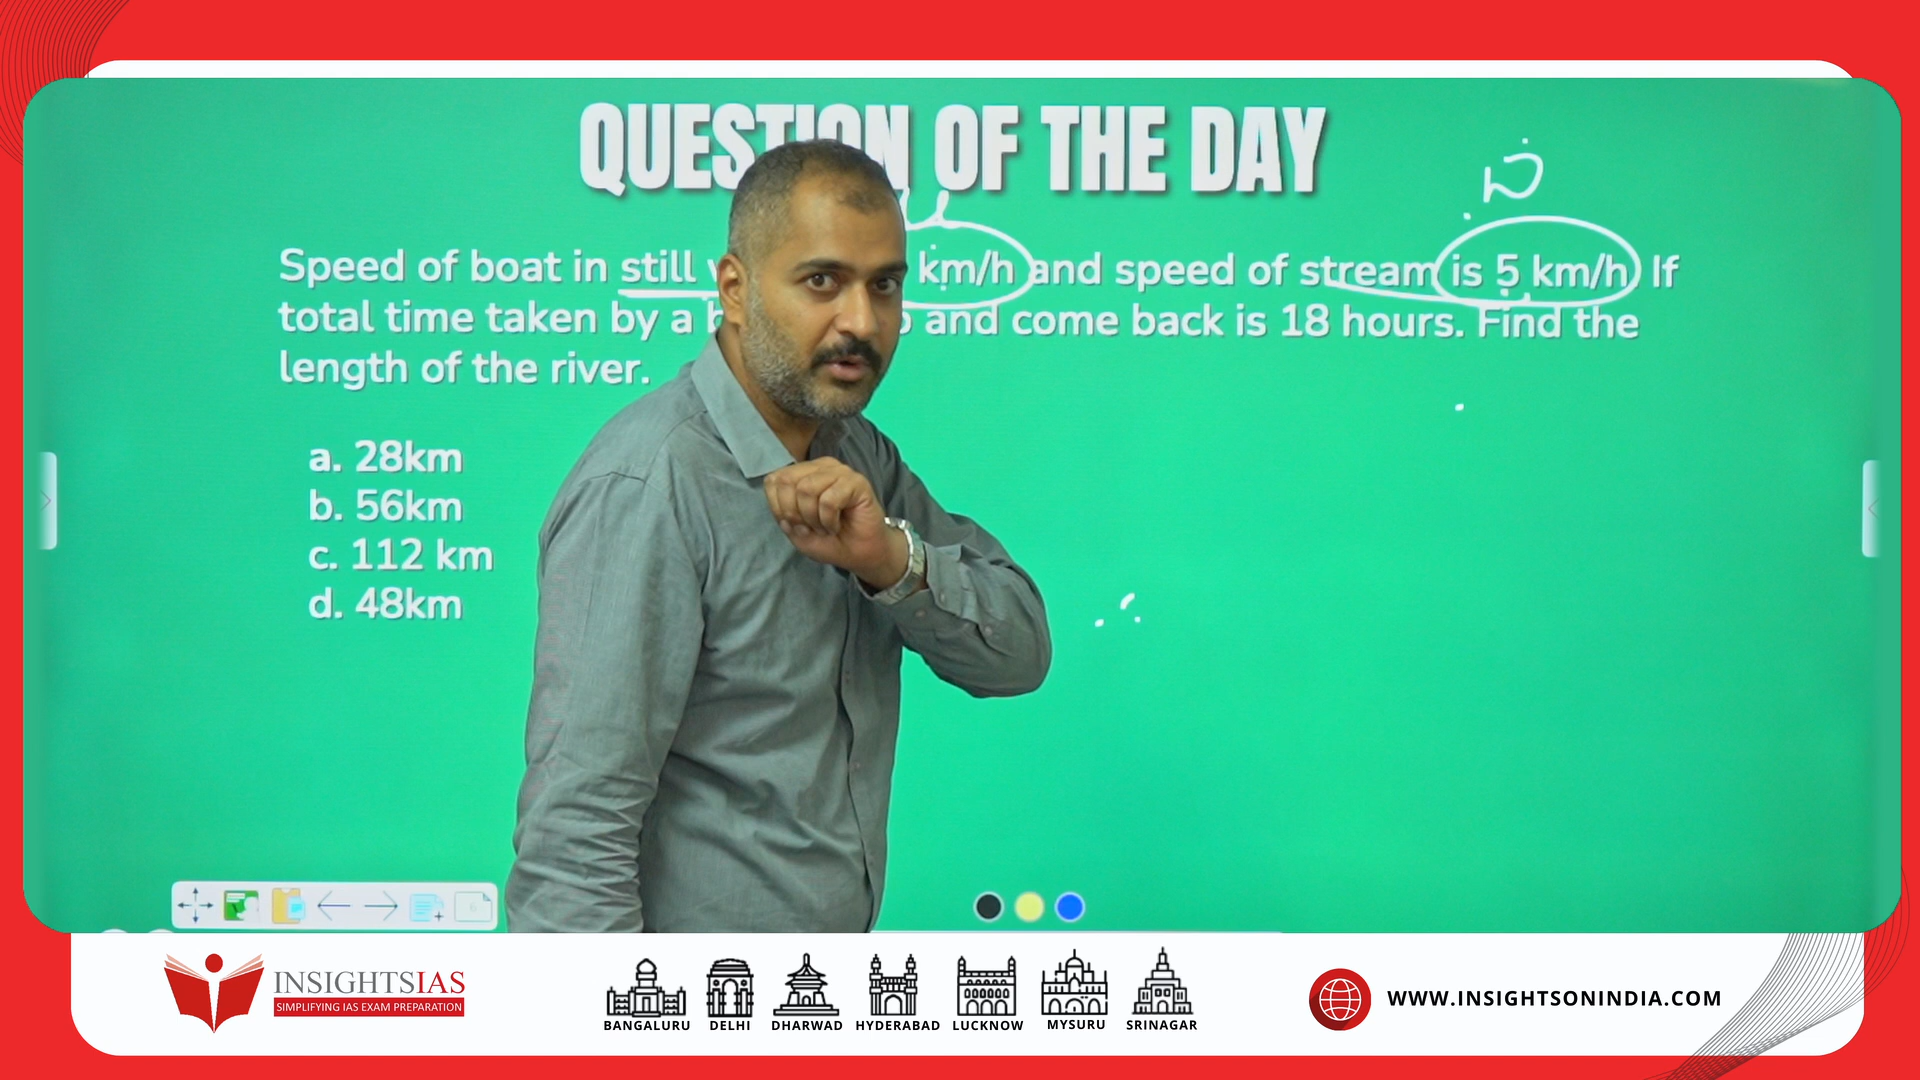 QUESTION OF THE DAY
Speed of boat in still km/h and speed of stream is 5 km/h. If
total time taken by a and come back is 18 hours. Find the
length of the river.
a. 28km
b. 56km
c. 112 km
d. 48km
INSIGHTSIAS
SIMPLIFYING IAS EXAM PREPARATION
BANGALURU DELHI DHARWAD HYDERABAD LUCKNOW MYSURU SRINAGAR
WWW.INSIGHTSONINDIA.COM